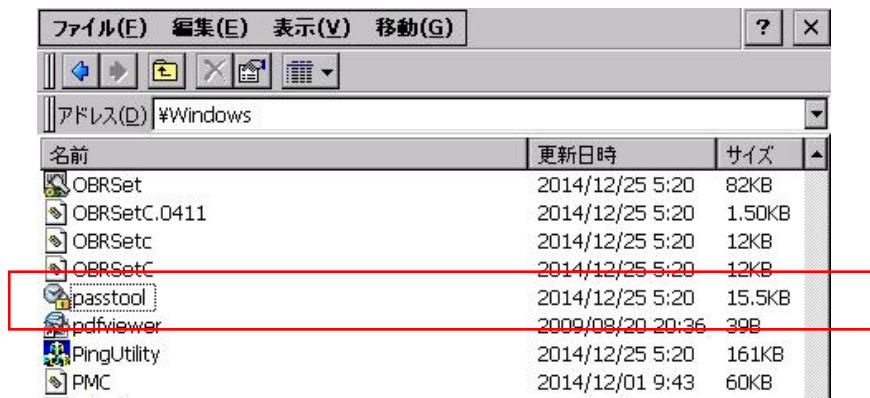 ファイル(F) 編集(E) 表示(V) 移動(G) ? ×
アドレス(D) ¥Windows
名前 更新日時 サイズ
OBRSet 2014/12/25 5:20 82KB
OBRSetC.0411 2014/12/25 5:20 1.50KB
OBRSetc 2014/12/25 5:20 12KB
OBRSetC 2014/12/25 5:20 12KB
passtool 2014/12/25 5:20 15.5KB
pdfviewer 2009/08/20 20:36 39B
PingUtility 2014/12/25 5:20 161KB
PMC 2014/12/01 9:43 60KB